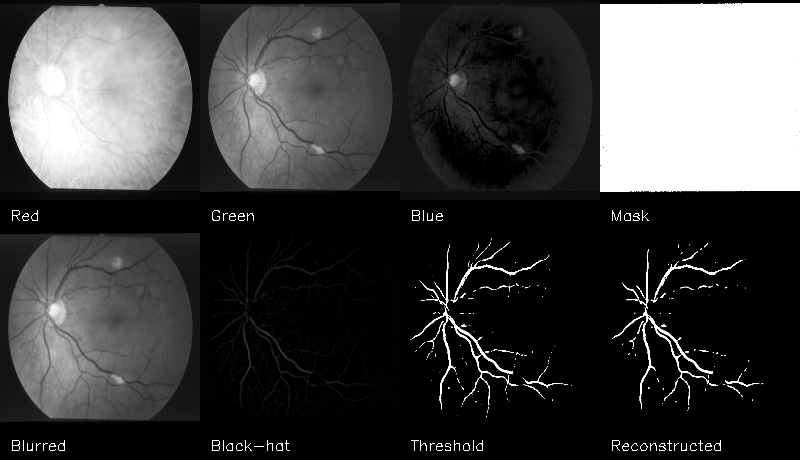 Red
Green
Blue
Mask
Blurred
Black-hat
Threshold
Reconstructed